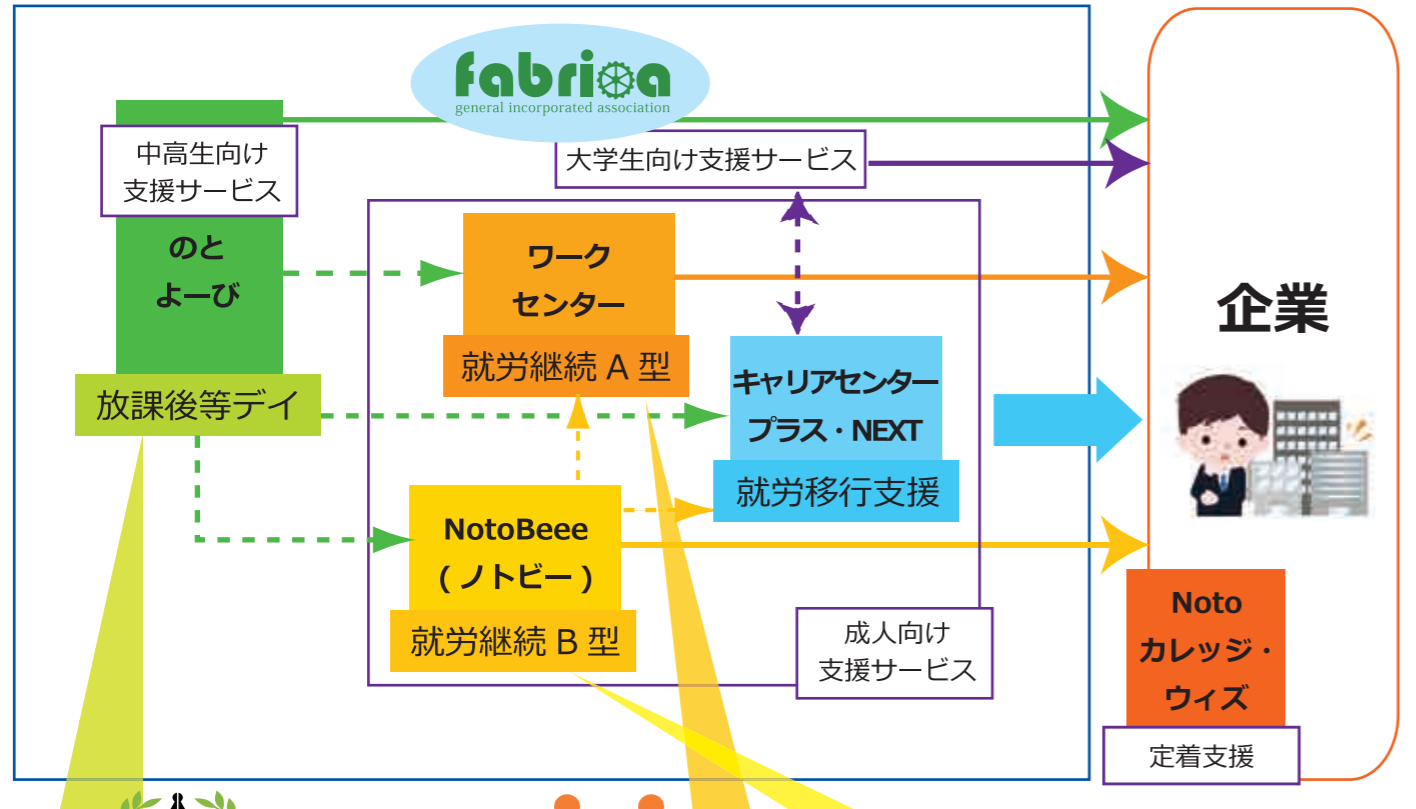 fabrica
general incorporated association
中高生向け
支援サービス
大学生向け支援サービス
のと
よーび
放課後等デイ
ワーク
センター
就労継続 A 型
キャリアセンター
プラス・NEXT
就労移行支援
NotoBeee
( ノトビー )
就労継続 B 型
成人向け
支援サービス
企業
Noto
カレッジ・
ウィズ
定着支援